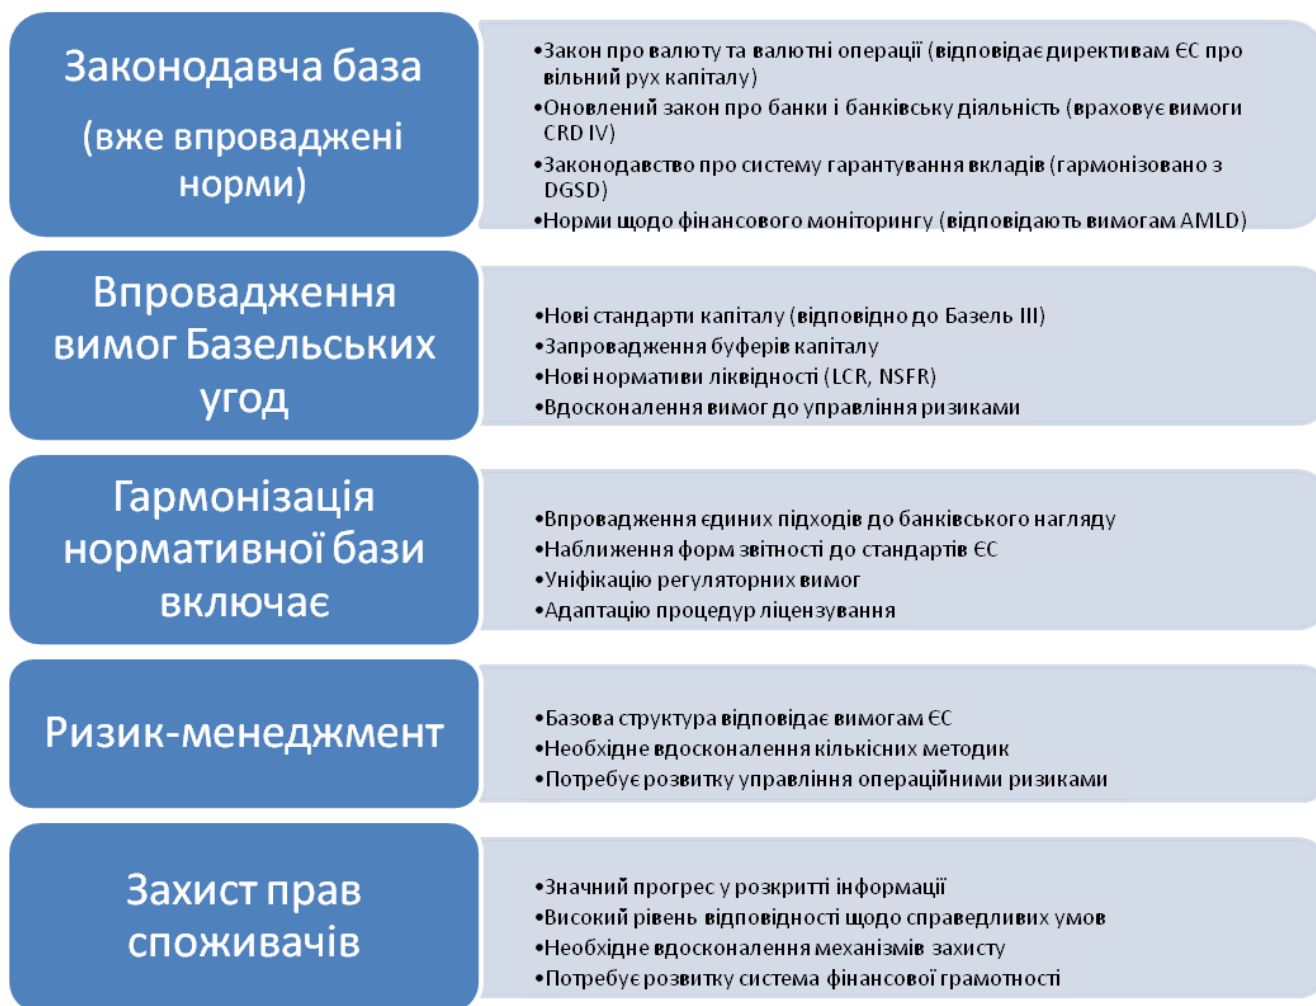 Законодавча база
(вже впроваджені
норми)
•Закон про валюту та валютні операції (відповідає директивам ЄС про
вільний рух капіталу)
•Оновлений закон про банки і банківську діяльність (враховує вимоги
CRD IV)
•Законодавство про систему гарантування вкладів (гармонізовано з
DGSD)
•Норми щодо фінансового моніторингу (відповідають вимогам AMLD)
Впровадження
вимог Базельських
угод
•Нові стандарти капіталу (відповідно до Базель III)
•Запровадження буферів капіталу
•Нові нормативи ліквідності (LCR, NSFR)
•Вдосконалення вимог до управління ризиками
Гармонізація
нормативної бази
включає
•Впровадження єдиних підходів до банківського нагляду
•Наближення форм звітності до стандартів ЄС
•Уніфікацію регуляторних вимог
•Адаптацію процедур ліцензування
Ризик-менеджмент
•Базова структура відповідає вимогам ЄС
•Необхідне вдосконалення кількісних методик
•Потребує розвитку управління операційними ризиками
Захист прав
споживачів
•Значний прогрес у розкритті інформації
•Високий рівень відповідності щодо справедливих умов
•Необхідне вдосконалення механізмів захисту
•Потребує розвитку система фінансової грамотності